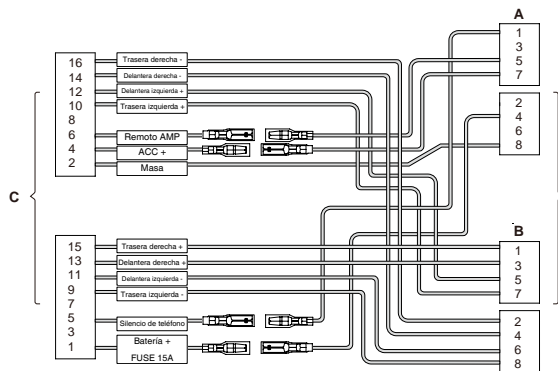 A
16 Trasera derecha - 1
14 Delantera derecha - 3
12 Delantera izquierda + 5
10 Trasera izquierda + 7
8
6 Remoto AMP
4 ACC +
2 Masa
2
4
6
8
C
B
15 Trasera derecha + 1
13 Delantera derecha + 3
11 Delantera izquierda - 5
9 Trasera izquierda - 7
7
5 Silencio de teléfono
3
1 Batería +
FUSE 15A
2
4
6
8